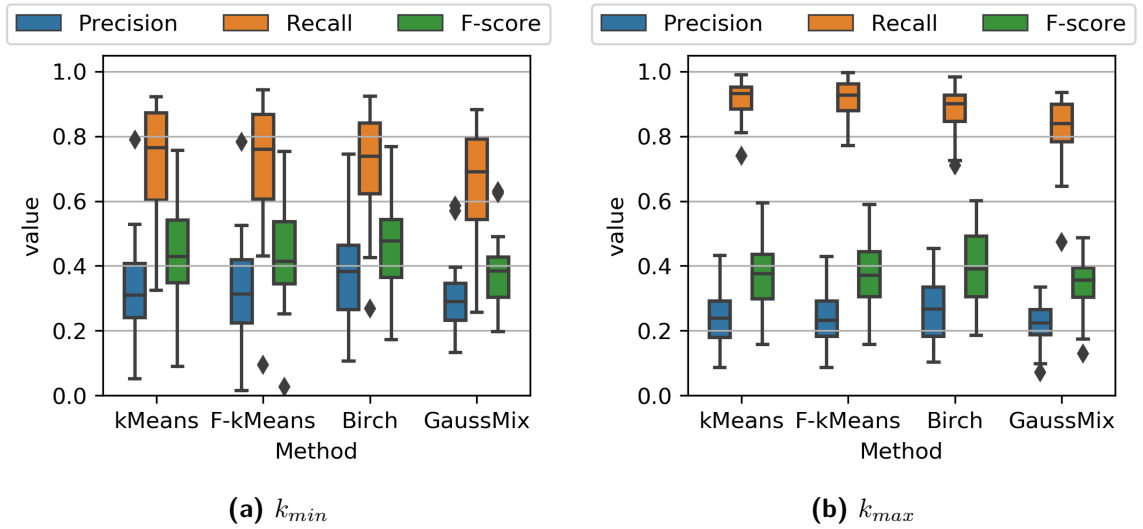 Precision Recall F-score
1.0
0.8
0.6
0.4
0.2
0.0
value
kMeans F-kMeans Birch GaussMix
Method
(a) kmin
Precision Recall F-score
1.0
0.8
0.6
0.4
0.2
0.0
value
kMeans F-kMeans Birch GaussMix
Method
(b) kmax